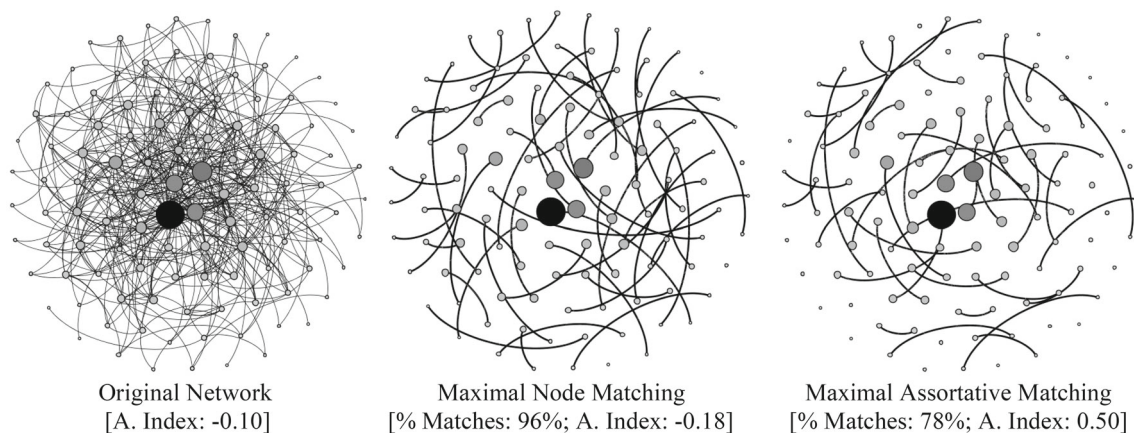 Original Network
[A. Index: -0.10]
Maximal Node Matching
[% Matches: 96%; A. Index: -0.18]
Maximal Assortative Matching
[% Matches: 78%; A. Index: 0.50]